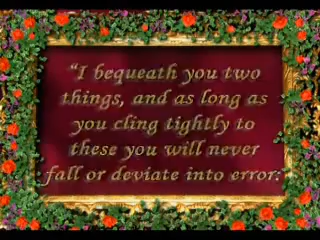 “I bequeath you two
things, and as long as
you cling tightly to
these you will never
fall or deviate into error.